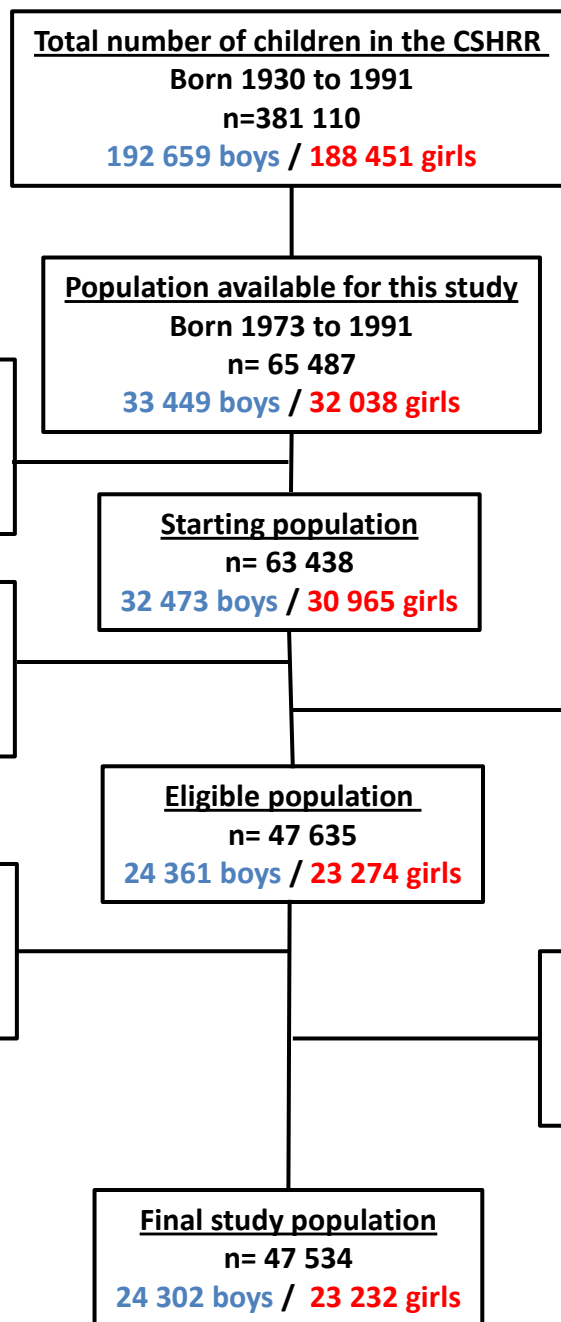 Total number of children in the CSHRR
Born 1930 to 1991
n=381 110
192 659 boys / 188 451 girls
Population available for this study
Born 1973 to 1991
n= 65 487
33 449 boys / 32 038 girls
Starting population
n= 63 438
32 473 boys / 30 965 girls
Eligible population
n= 47 635
24 361 boys / 23 274 girls
Final study population
n= 47 534
24 302 boys / 23 232 girls